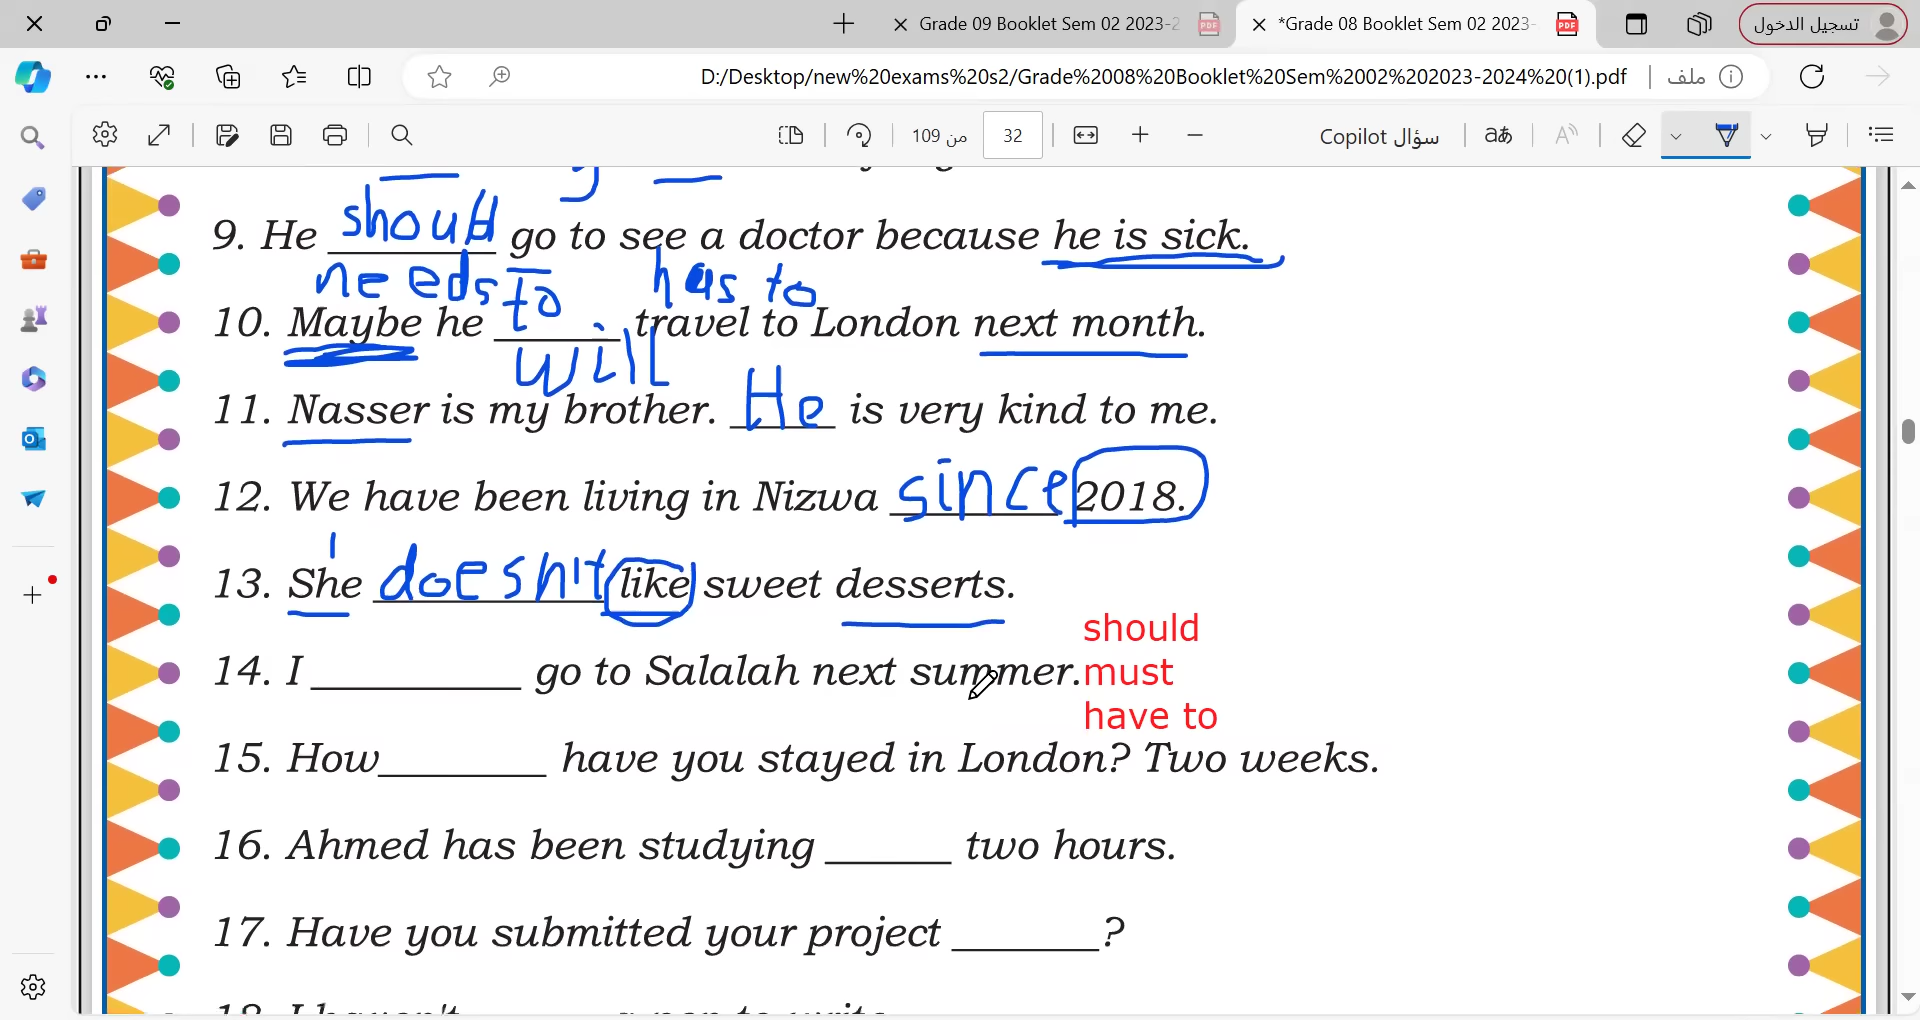 Grade 09 Booklet Sem 02 2023-2
*Grade 08 Booklet Sem 02 2023-
تسجيل الدخول
D:/Desktop/new%20exams%20s2/Grade%2008%20Booklet%20Sem%2002%202023-2024%20(1).pdf
ملف
109 من
32
سؤال Copilot
9. He should go to see a doctor because he is sick.
needs to has to
10. Maybe he ______ travel to London next month.
will
11. Nasser is my brother. He is very kind to me.
12. We have been living in Nizwa since 2018.
13. She doesn't like sweet desserts.
should
14. I __________ go to Salalah next summer.
must
have to
15. How________ have you stayed in London? Two weeks.
16. Ahmed has been studying ______ two hours.
17. Have you submitted your project _______?